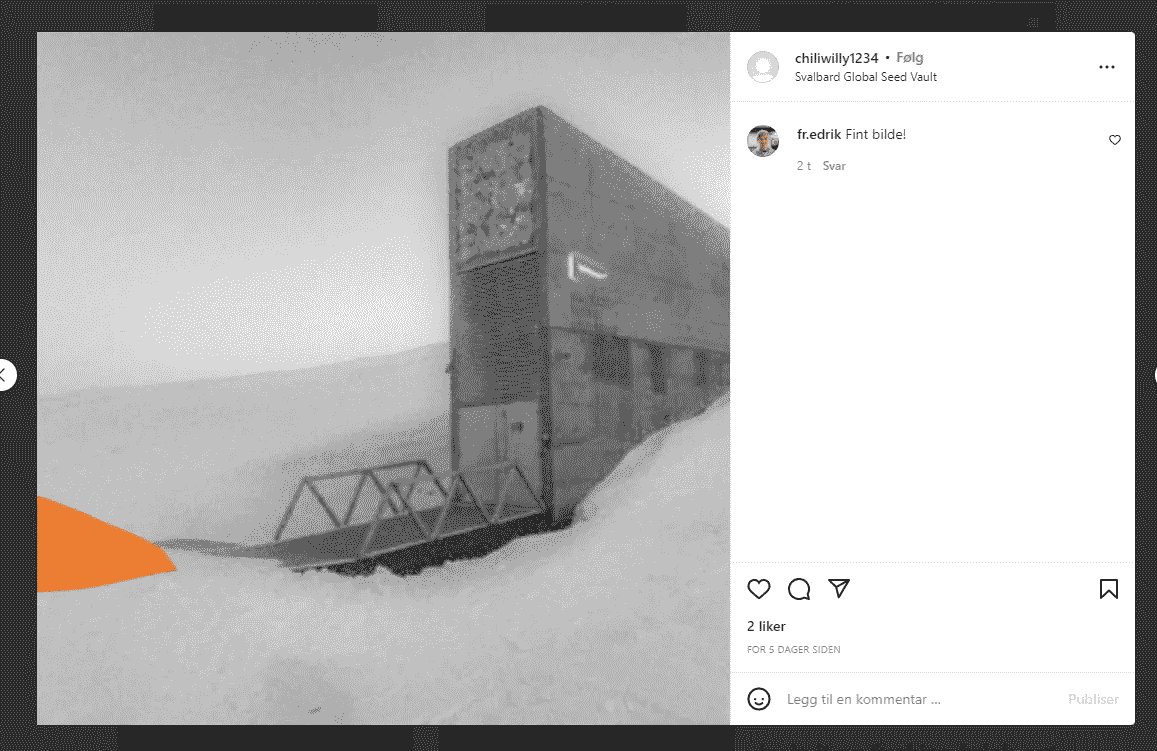 chiliwilly1234 • Følg
Svalbard Global Seed Vault
fr.edrik Fint bilde!
2 t Svar
2 liker
FOR 5 DAGER SIDEN
Legg til en kommentar ...
Publiser